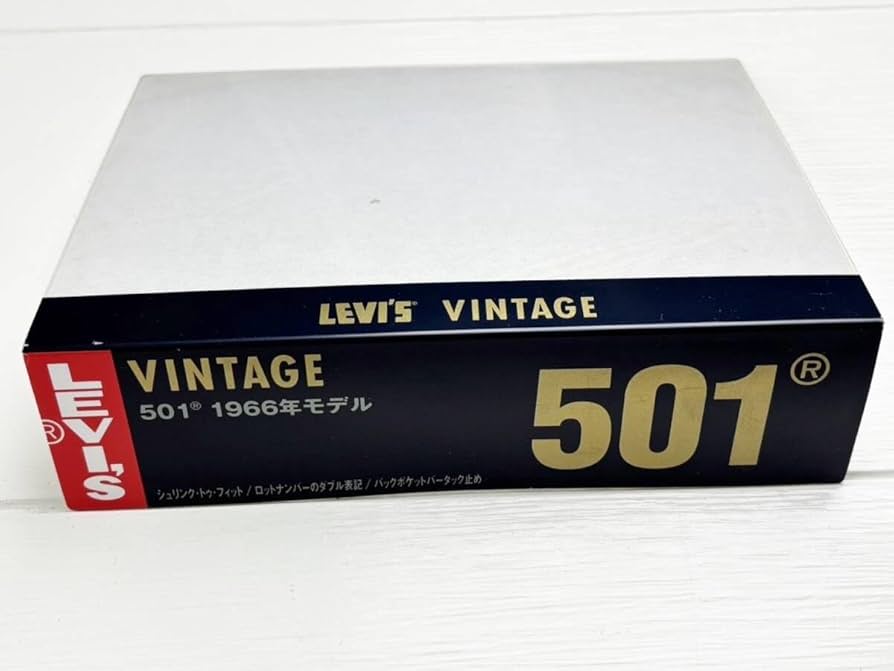 LEVI'S® VINTAGE
LEVI'S®
VINTAGE
501® 1966年モデル
シュリンク・トゥ・フィット / ロットナンバーのダブル表記 / バックポケットバータック止め
501®